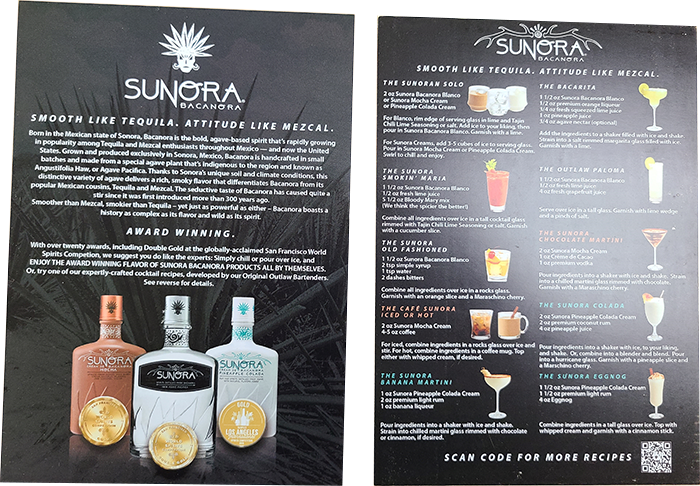 SUNORA
BACANORA
SMOOTH LIKE TEQUILA. ATTITUDE LIKE MEZCAL.
Born in the Mexican state of Sonora, Bacanora is the bold, agave-based spirit that's rapidly growing
in popularity among Tequila and Mezcal enthusiasts throughout Mexico — and now the United
States. Grown and produced exclusively in Sonora, Mexico, Bacanora is handcrafted in small
batches and made from a special agave plant that's indigenous to the region and known as
Angustifolia Haw, or Agave Pacifica. Thanks to Sonora's unique soil and climate conditions, this
distinctive variety of agave delivers a rich, smoky flavor that differentiates Bacanora from its
popular Mexican cousins, Tequila and Mezcal. The seductive taste of Bacanora has caused quite a
stir since it was first introduced more than 300 years ago.
Smoother than Mezcal, smokier than Tequila – yet just as powerful as either – Bacanora boasts a
history as complex as its flavor and wild as its spirit.
AWARD WINNING.
With over twenty awards, including Double Gold at the globally-acclaimed San Francisco World
Spirits Competion, we suggest you do like the experts: Simply chill or pour over ice, and
ENJOY THE AWARD WINNING FLAVOR OF SUNORA BACANORA PRODUCTS ALL BY THEMSELVES.
Or, try one of our expertly-crafted cocktail recipes, developed by our Original Outlaw Bartenders.
See reverse for details.
SUNORA
CREMA DE BACANORA
MOCHA
SUNORA
BACANORA
SUNORA
CREMA DE BACANORA
PINEAPPLE COLADA
GOLD
LOS ANGELES
SUNORA
BACANORA
SMOOTH LIKE TEQUILA. ATTITUDE LIKE MEZCAL.
THE SUNORAN SOLO
2 oz Sunora Bacanora Blanco
or Sunora Mocha Cream
or Pineapple Colada Cream
For Blanco, rim edge of serving glass in lime and Tajin
Chili Lime Seasoning or salt, Add ice to your liking, then
pour in Sunora Bacanora Blanco. Garnish with a lime.
For Sunora Creams, add 3-5 cubes of ice to serving glass.
Pour in Sunora Mocha Cream or Pineapple Colada Cream.
Swirl to chill and enjoy.
THE SUNORA
SMOKIN' MARIA
1 1/2 oz Sunora Bacanora Blanco
1/2 oz fresh lime juice
5 1/2 oz Bloody Mary mix
(We think the spicier the better!)
Combine all ingredients over ice in a tall cocktail glass
rimmed with Tajin Chili Lime Seasoning or salt. Garnish
with a cucumber slice.
THE SUNORA
OLD FASHIONED
1 1/2 oz Sunora Bacanora Blanco
2 tsp simple syrup
1 tsp water
2 dashes bitters
Combine all ingredients over ice in a rocks glass.
Garnish with an orange slice and a Maraschino cherry.
THE CAFÉ SUNORA
ICED OR HOT
2 oz Sunora Mocha Cream
4-5 oz coffee
For iced, combine ingredients in a rocks glass over ice and
stir. For hot, combine ingredients in a coffee mug. Top
either with whipped cream, if desired.
THE SUNORA
BANANA MARTINI
1 oz Sunora Pineapple Colada Cream
2 oz premium light rum
1 oz banana liqueur
Pour ingredients into a shaker with ice and shake.
Strain into chilled martini glass rimmed with chocolate
or cinnamon, if desired.
THE BACARITA
1 1/2 oz Sunora Bacanora Blanco
1/2 oz premium orange liqueur
3/4 oz fresh squeezed lime juice
1 oz pineapple juice
3/4 oz agave nectar (optional)
Add the ingredients to a shaker filled with ice and shake.
Strain into a salt rimmed margarita glass filled with ice.
Garnish with a lime.
THE OUTLAW PALOMA
1 1/2 oz Sunora Bacanora Blanco
1/2 oz fresh lime juice
6 oz fresh grapefruit juice
Serve over ice in a tall glass. Garnish with lime wedge
and a pinch of salt.
THE SUNORA
CHOCOLATE MARTINI
2 oz Sunora Mocha Cream
1 oz Crème de Cacao
1 oz premium vodka
Pour ingredients into a shaker with ice and shake. Strain
into a chilled martini glass rimmed with chocolate.
Garnish with a Maraschino cherry.
THE SUNORA COLADA
2 oz Sunora Pineapple Colada Cream
2 oz premium coconut rum
4 oz pineapple juice
Pour ingredients into a shaker with ice, to your liking,
and shake. Or, combine into a blender and blend. Pour
into a hurricane glass. Garnish with a pineapple slice and
a Marschino cherry.
THE SUNORA EGGNOG
1 1/2 oz Sunora Pineapple Colada Cream
1 1/2 oz premium light rum
4 oz Eggnog
Combine ingredients in a tall glass. Top with
whipped cream and garnish with a cinnamon stick.
SCAN CODE FOR MORE RECIPES